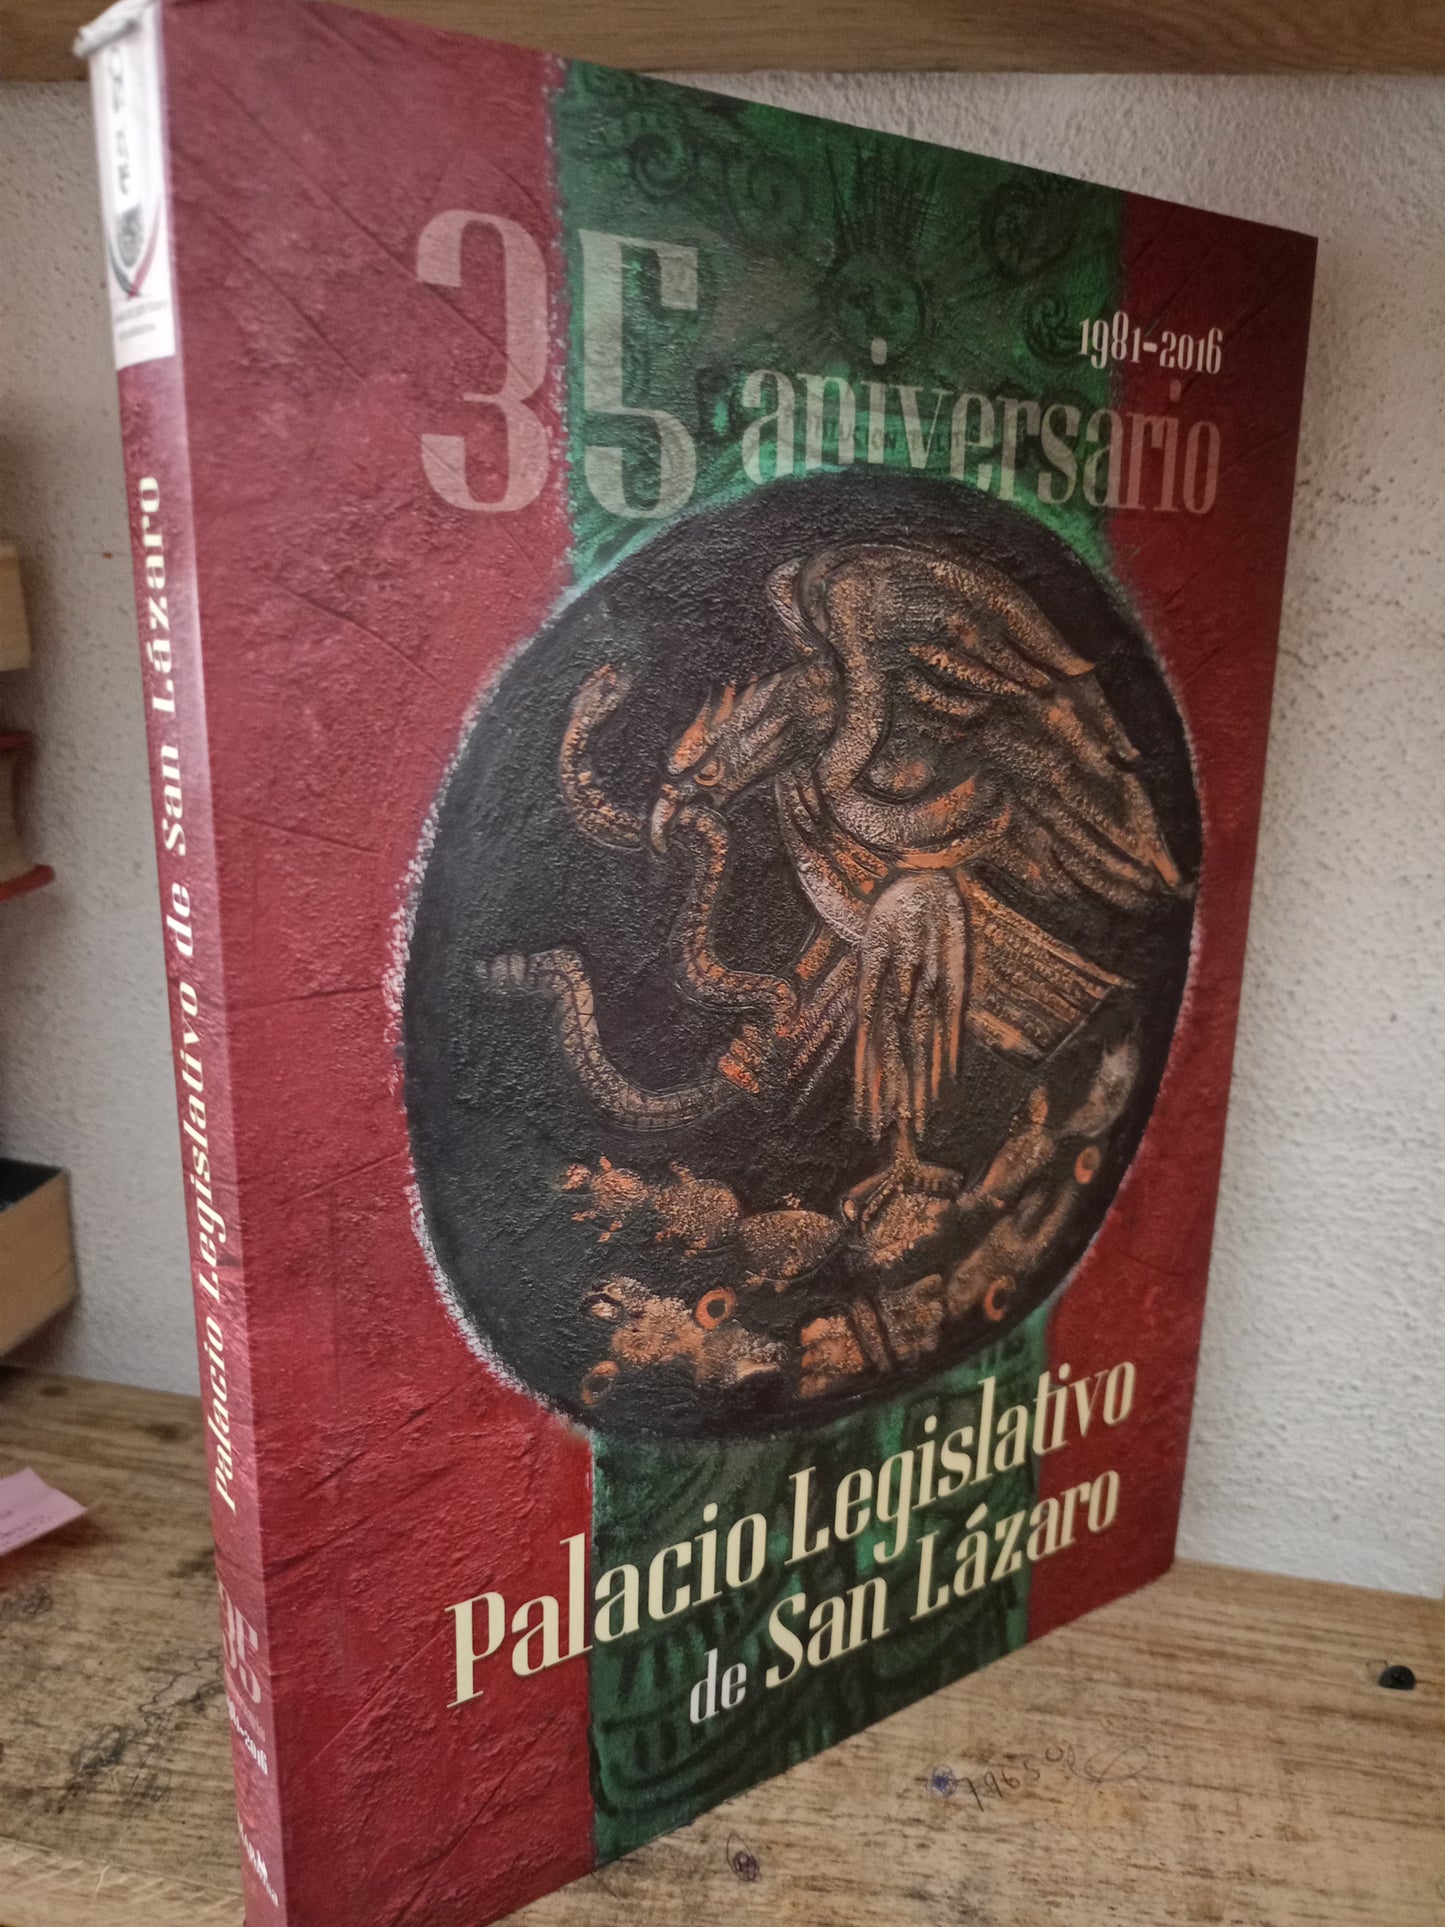 35
1981-2016
aniversario
Palacio Legislativo
de San Lázaro
Palacio Legislativo de San Lázaro
35